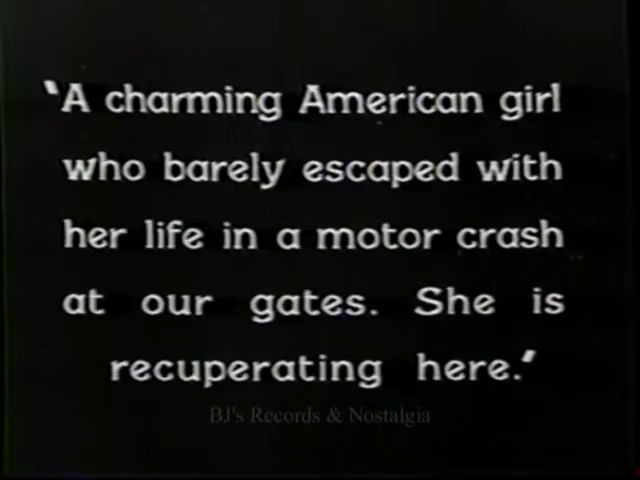 ‘A charming American girl
who barely escaped with
her life in a motor crash
at our gates. She is
recuperating here.’
BJ's Records & Nostalgia